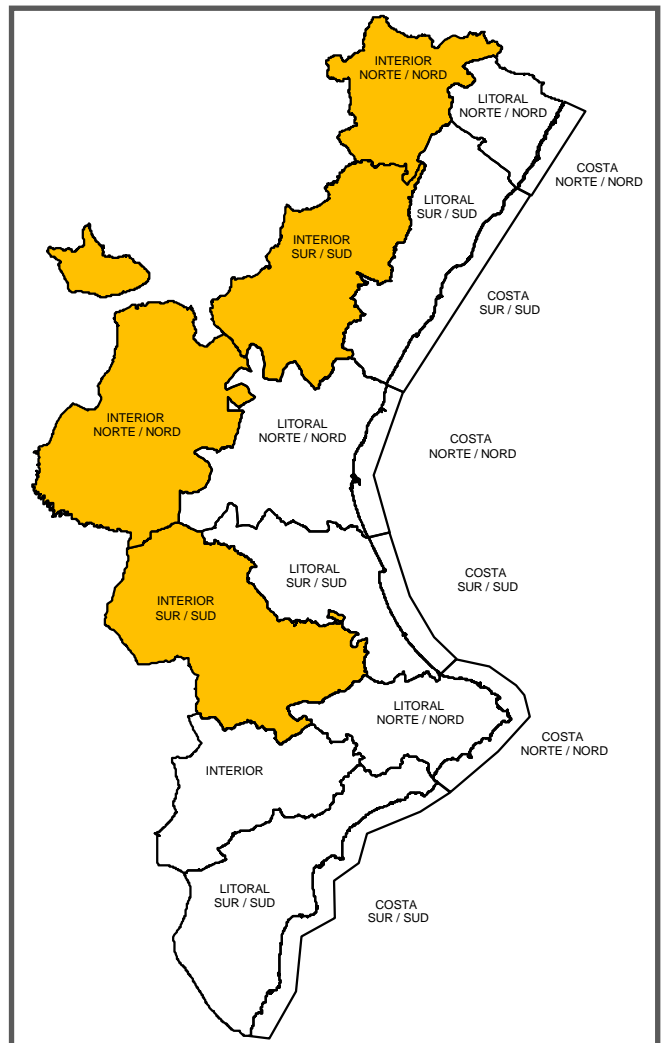 INTERIOR
NORTE / NORD
LITORAL
NORTE / NORD
COSTA
NORTE / NORD
LITORAL
SUR / SUD
INTERIOR
SUR / SUD
COSTA
SUR / SUD
INTERIOR
NORTE / NORD
LITORAL
NORTE / NORD
COSTA
NORTE / NORD
LITORAL
SUR / SUD
COSTA
SUR / SUD
INTERIOR
SUR / SUD
LITORAL
NORTE / NORD
COSTA
NORTE / NORD
INTERIOR
LITORAL
SUR / SUD
COSTA
SUR / SUD